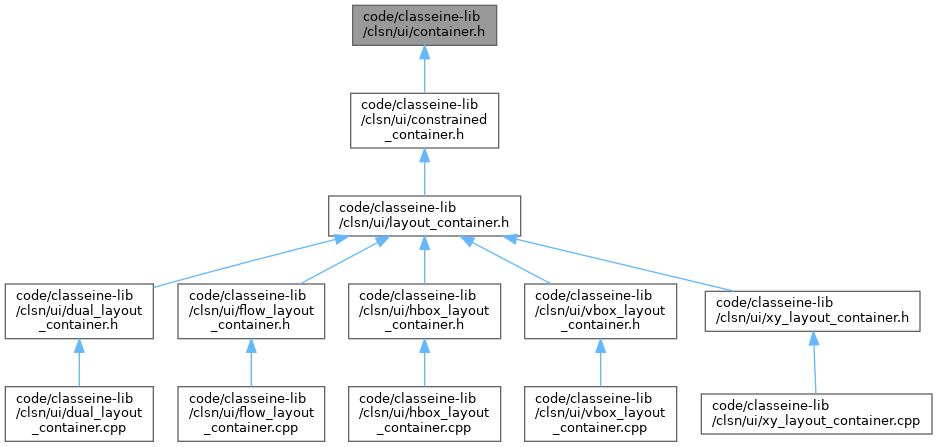 code/classeine-lib
/clsn/ui/container.h
code/classeine-lib
/clsn/ui/constrained
_container.h
code/classeine-lib
/clsn/ui/layout_container.h
code/classeine-lib
/clsn/ui/dual_layout
_container.h
code/classeine-lib
/clsn/ui/flow_layout
_container.h
code/classeine-lib
/clsn/ui/hbox_layout
_container.h
code/classeine-lib
/clsn/ui/vbox_layout
_container.h
code/classeine-lib
/clsn/ui/xy_layout_container.h
code/classeine-lib
/clsn/ui/dual_layout
_container.cpp
code/classeine-lib
/clsn/ui/flow_layout
_container.cpp
code/classeine-lib
/clsn/ui/hbox_layout
_container.cpp
code/classeine-lib
/clsn/ui/vbox_layout
_container.cpp
code/classeine-lib
/clsn/ui/xy_layout_container.cpp